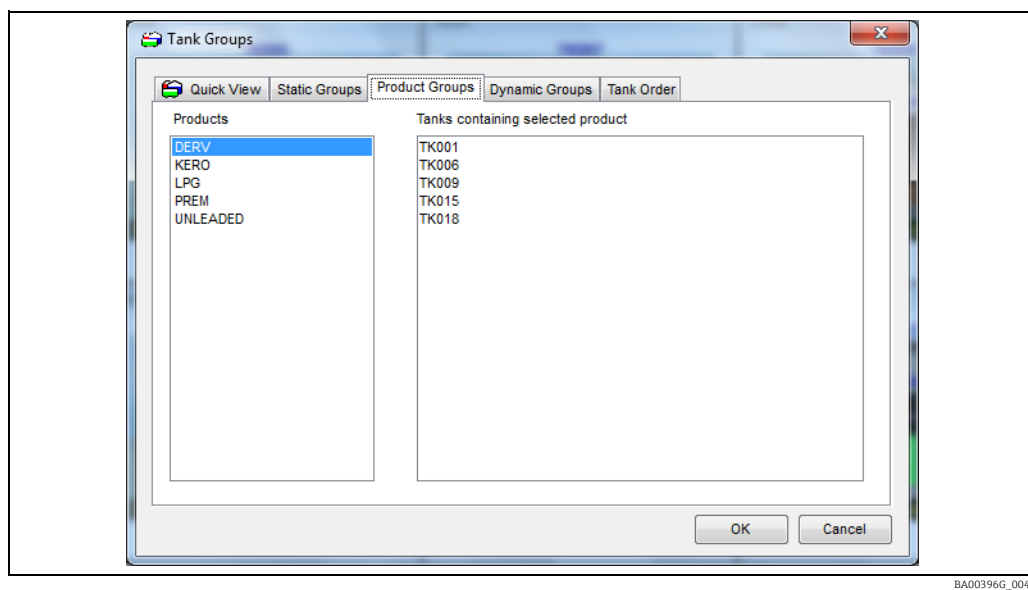 Tank Groups
Quick View Static Groups Product Groups Dynamic Groups Tank Order
Products Tanks containing selected product
DERV TK001
KERO TK006
LPG TK009
PREM TK015
UNLEADED TK018
OK Cancel
BA00396G_004